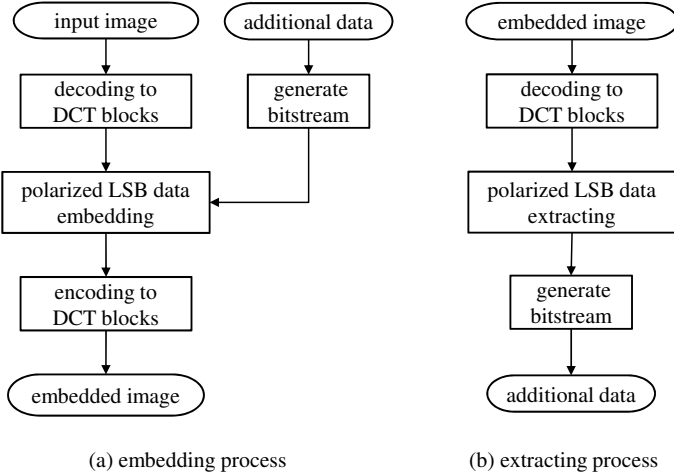 input image
additional data
decoding to
DCT blocks
generate
bitstream
polarized LSB data
embedding
encoding to
DCT blocks
embedded image
(a) embedding process
embedded image
decoding to
DCT blocks
polarized LSB data
extracting
generate
bitstream
additional data
(b) extracting process